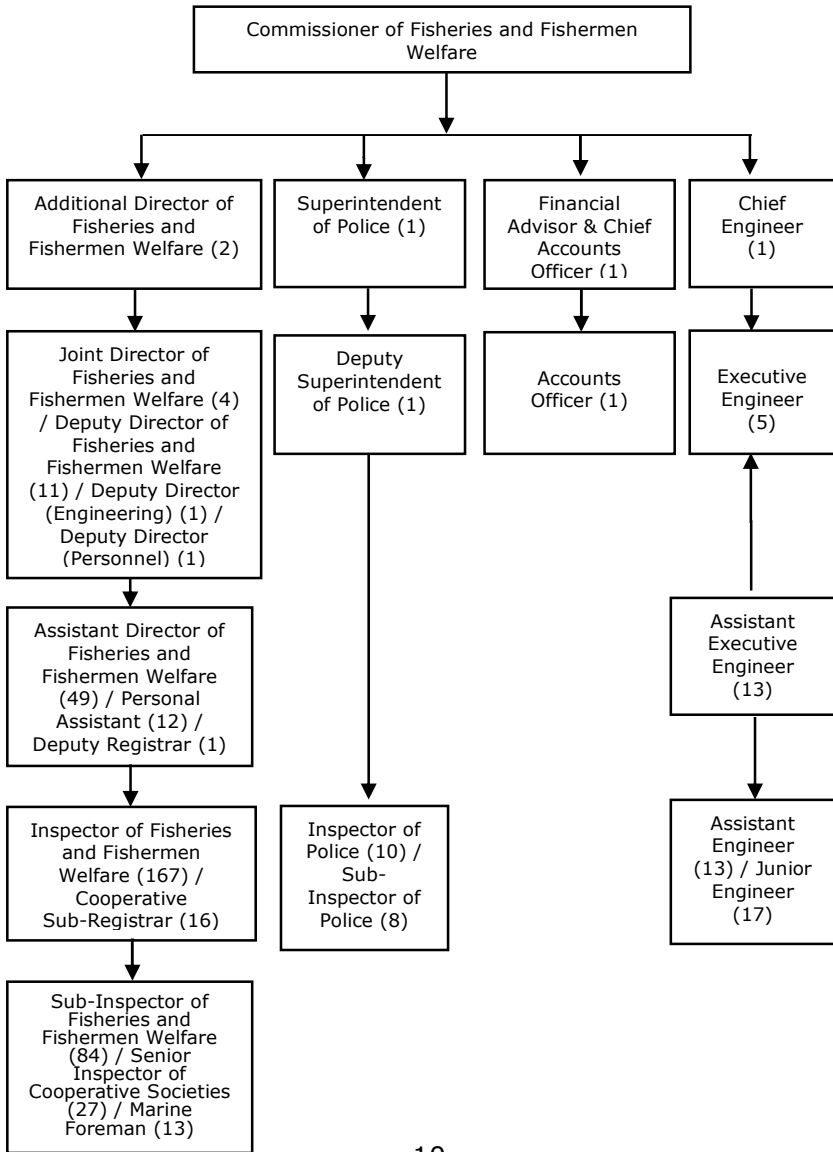 Commissioner of Fisheries and Fishermen
Welfare
Additional Director of
Fisheries and
Fishermen Welfare (2)
Superintendent
of Police (1)
Financial
Advisor & Chief
Accounts
Officer (1)
Chief
Engineer
(1)
Joint Director of
Fisheries and
Fishermen Welfare (4)
/ Deputy Director of
Fisheries and
Fishermen Welfare
(11) / Deputy Director
(Engineering) (1) /
Deputy Director
(Personnel) (1)
Deputy
Superintendent
of Police (1)
Accounts
Officer (1)
Executive
Engineer
(5)
Assistant Director of
Fisheries and
Fishermen Welfare
(49) / Personal
Assistant (12) /
Deputy Registrar (1)
Assistant
Executive
Engineer
(13)
Inspector of Fisheries
and Fishermen
Welfare (167) /
Cooperative
Sub-Registrar (16)
Inspector of
Police (10) /
Sub-
Inspector of
Police (8)
Assistant
Engineer
(13) / Junior
Engineer
(17)
Sub-Inspector of
Fisheries and
Fishermen Welfare
(84) / Senior
Inspector of
Cooperative Societies
(27) / Marine
Foreman (13)